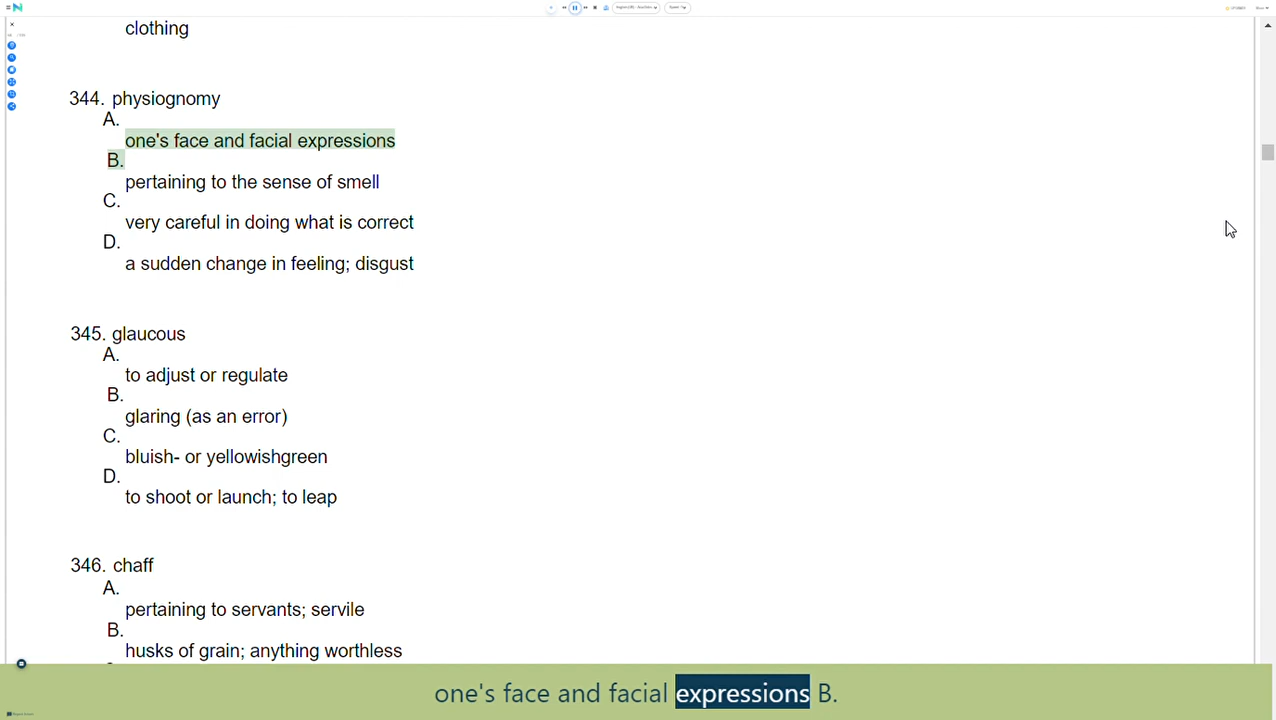 clothing
344. physiognomy
A.
one's face and facial expressions
B.
pertaining to the sense of smell
C.
very careful in doing what is correct
D.
a sudden change in feeling; disgust
345. glaucous
A.
to adjust or regulate
B.
glaring (as an error)
C.
bluish- or yellowishgreen
D.
to shoot or launch; to leap
346. chaff
A.
pertaining to servants; servile
B.
husks of grain; anything worthless
one's face and facial expressions B.